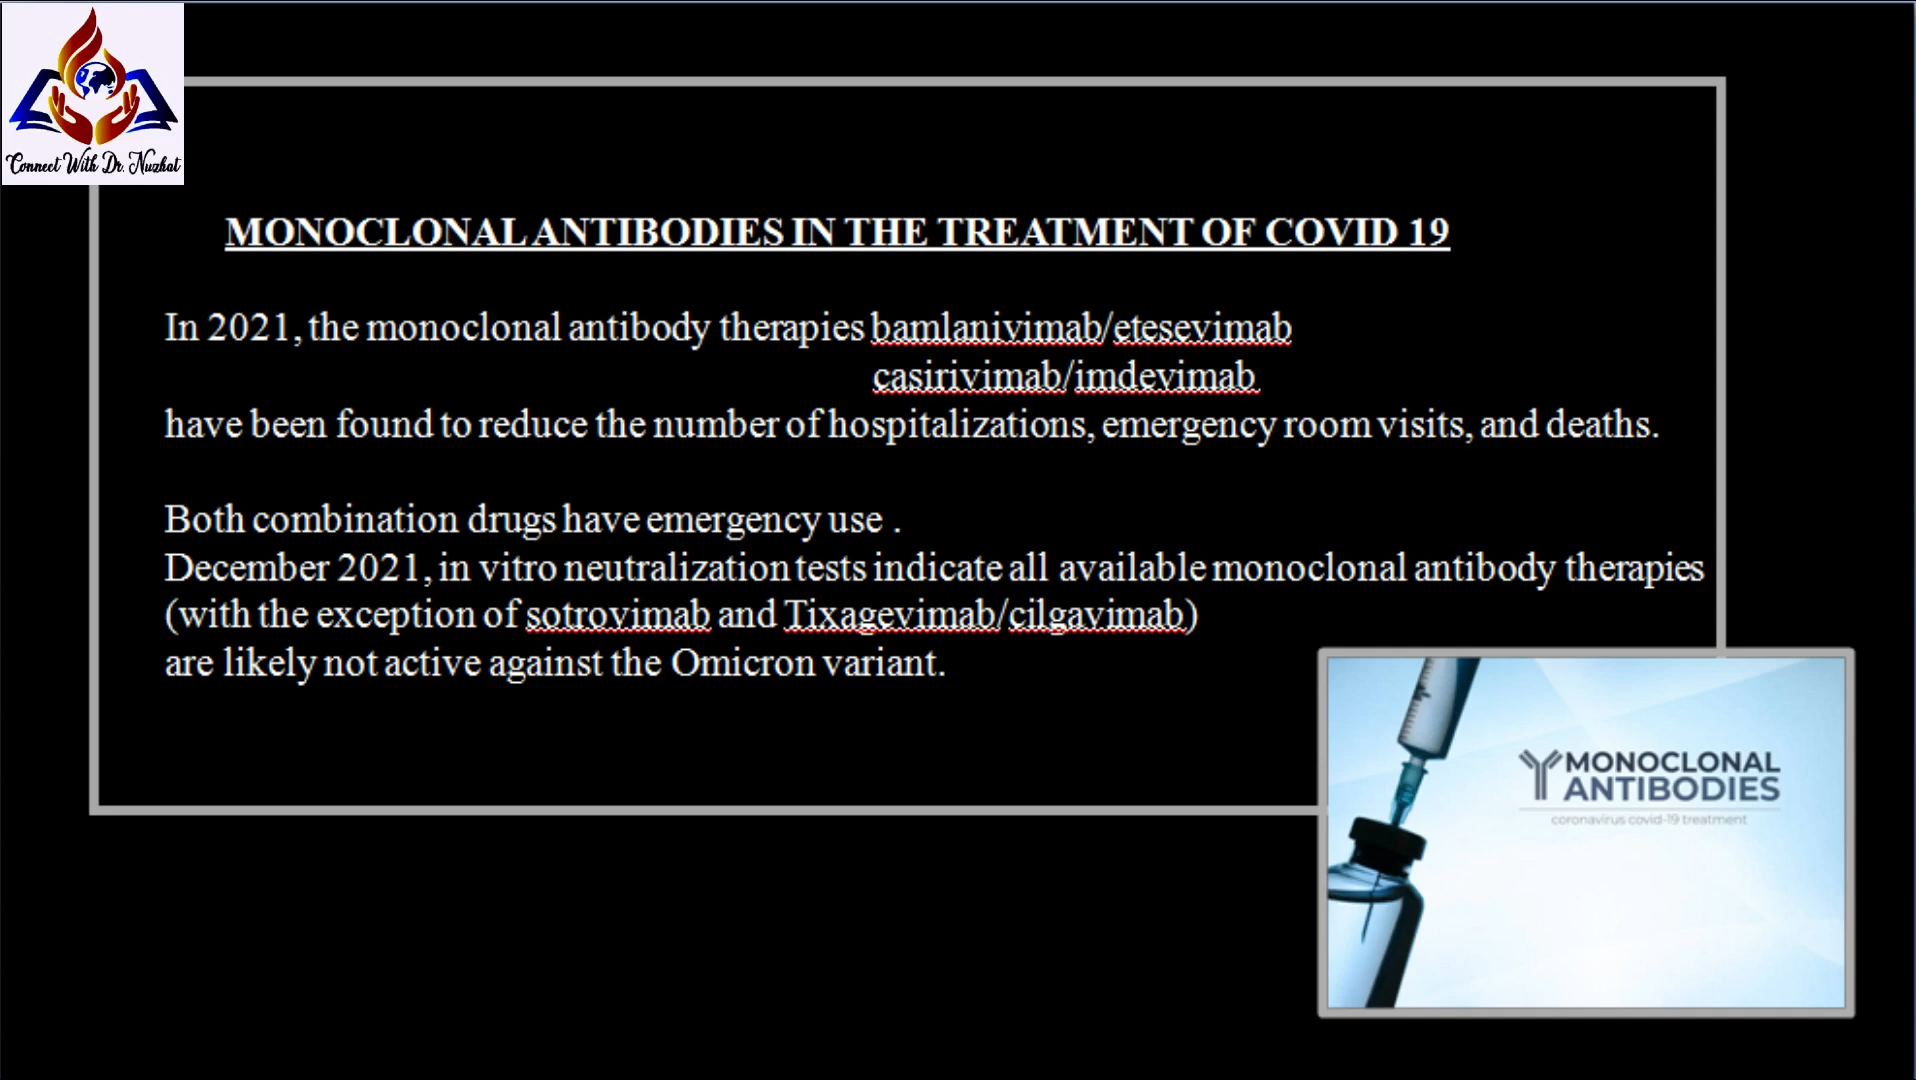 Connect With Dr. Nuzhat
MONOCLONAL ANTIBODIES IN THE TREATMENT OF COVID 19
In 2021, the monoclonal antibody therapies bamlanivimab/etesevimab
casirivimab/imdevimab
have been found to reduce the number of hospitalizations, emergency room visits, and deaths.
Both combination drugs have emergency use .
December 2021, in vitro neutralization tests indicate all available monoclonal antibody therapies
(with the exception of sotrovimab and Tixagevimab/cilgavimab)
are likely not active against the Omicron variant.
MONOCLONAL
ANTIBODIES
coronavirus covid-19 treatment